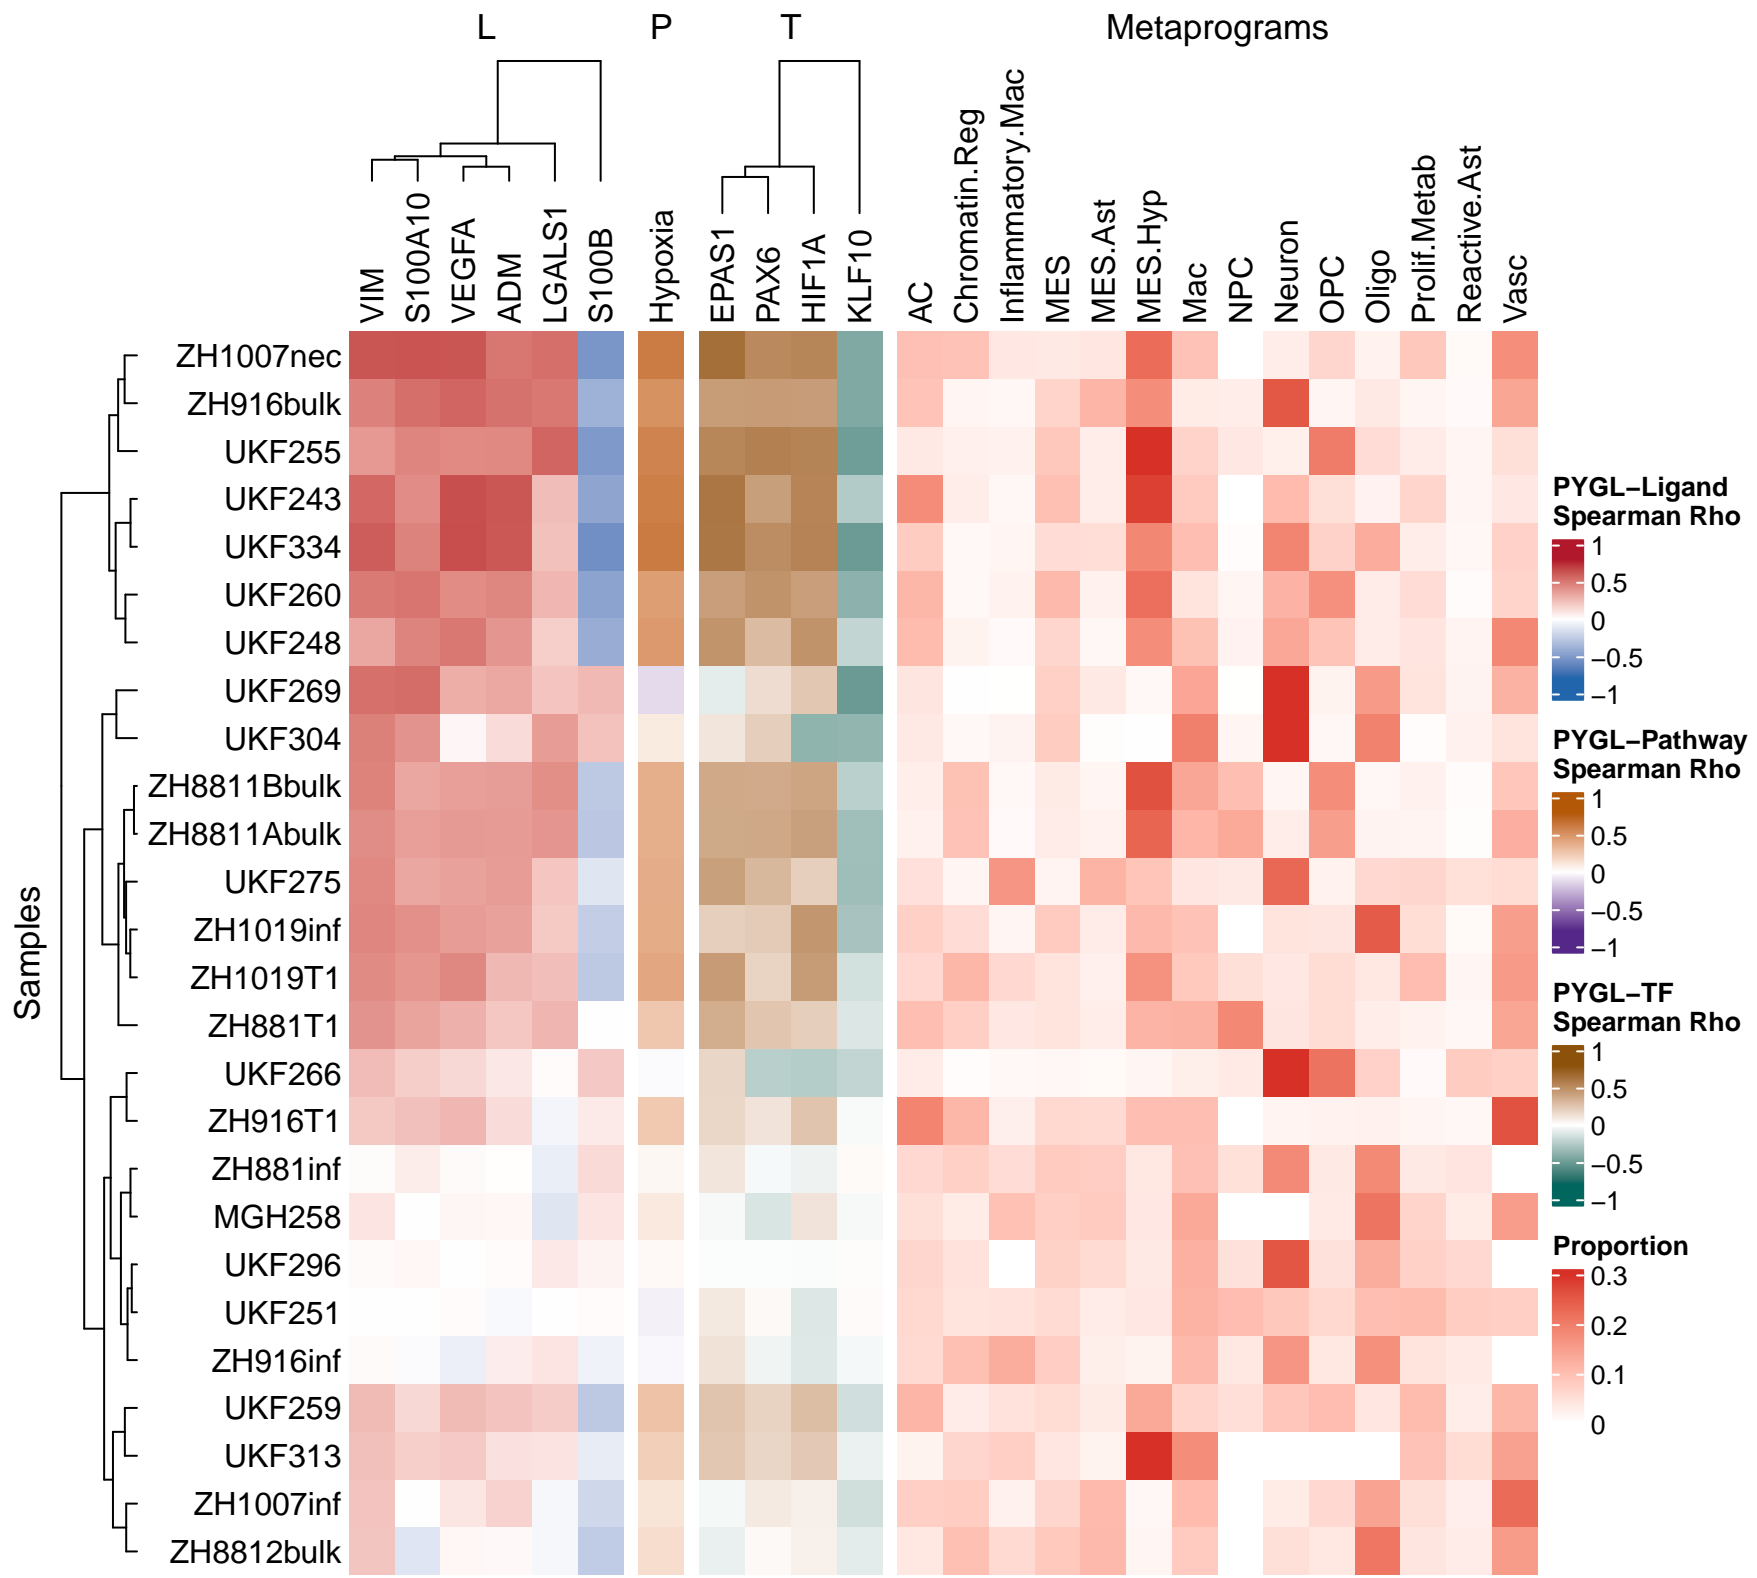 L P T Metaprograms
VIM
S100A10
VEGFA
ADM
LGALS1
S100B
Hypoxia
EPAS1
PAX6
HIF1A
KLF10
AC
Chromatin.Reg
Inflammatory.Mac
MES
MES.Ast
MES.Hyp
Mac
NPC
Neuron
OPC
Oligo
Prolif.Metab
Reactive.Ast
Vasc
Samples
ZH1007nec
ZH916bulk
UKF255
UKF243
UKF334
UKF260
UKF248
UKF269
UKF304
ZH8811Bbulk
ZH8811Abulk
UKF275
ZH1019inf
ZH1019T1
ZH881T1
UKF266
ZH916T1
ZH881inf
MGH258
UKF296
UKF251
ZH916inf
UKF259
UKF313
ZH1007inf
ZH8812bulk
PYGL−Ligand
Spearman Rho
1
0.5
0
−0.5
−1
PYGL−Pathway
Spearman Rho
1
0.5
0
−0.5
−1
PYGL−TF
Spearman Rho
1
0.5
0
−0.5
−1
Proportion
0.3
0.2
0.1
0